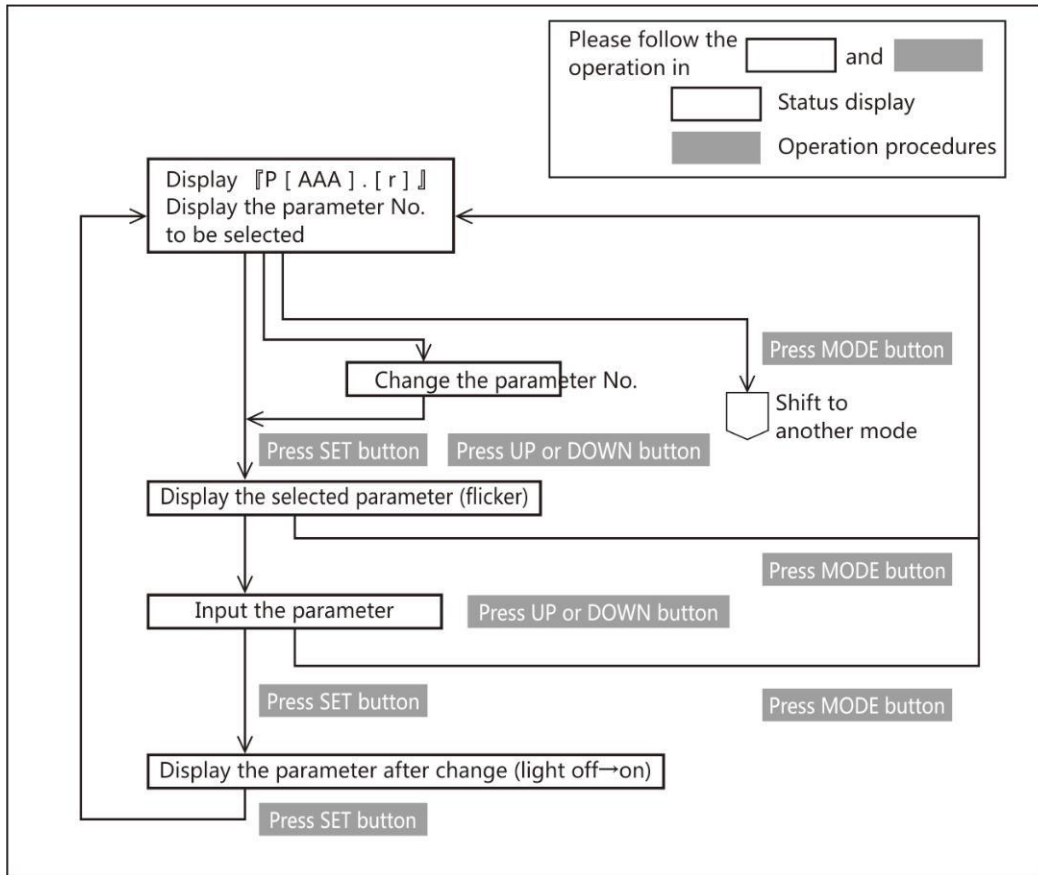 Please follow the
operation in
and
Status display
Operation procedures
Display 『P [ AAA ] . [ r ] 』
Display the parameter No.
to be selected
Press MODE button
Change the parameter No.
Shift to
another mode
Press SET button
Press UP or DOWN button
Display the selected parameter (flicker)
Press MODE button
Input the parameter
Press UP or DOWN button
Press SET button
Press MODE button
Display the parameter after change (light off→on)
Press SET button